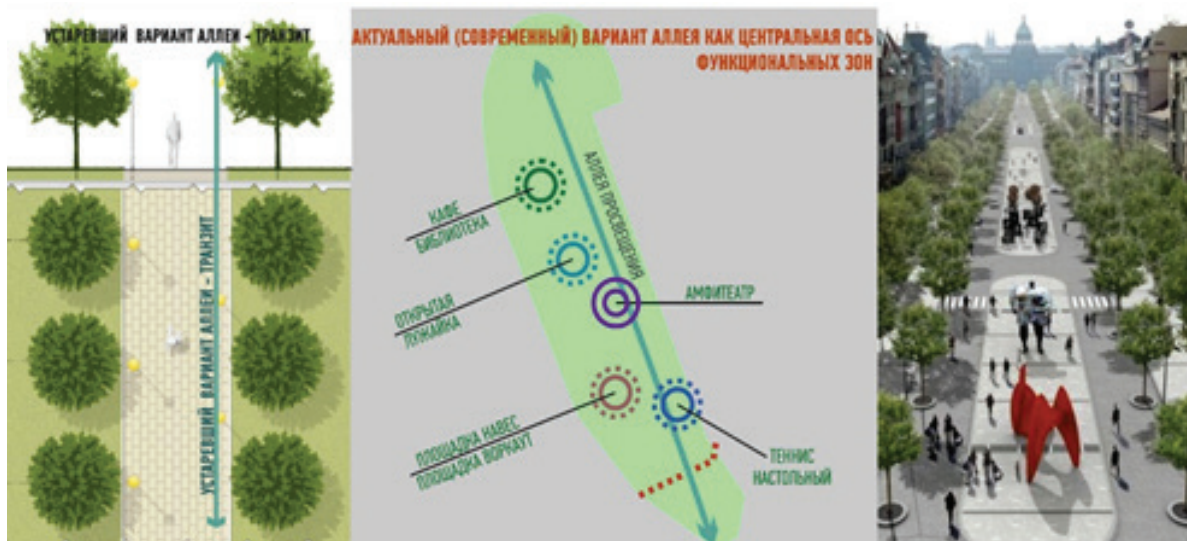 УСТАРЕВШИЙ ВАРИАНТ АЛЛЕИ - ТРАНЗИТ
УСТАРЕВШИЙ ВАРИАНТ АЛЛЕИ - ТРАНЗИТ
АКТУАЛЬНЫЙ (СОВРЕМЕННЫЙ) ВАРИАНТ АЛЛЕЯ КАК ЦЕНТРАЛЬНАЯ ОСЬ
ФУНКЦИОНАЛЬНЫХ ЗОН
АЛЛЕЯ ПРОСВЕЩЕНИЯ
КАФЕ
БИБЛИОТЕКА
ОТКРЫТАЯ
ЛУЖАЙКА
АМФИТЕАТР
ПЛОЩАДКА НАВЕС
ПЛОЩАДКА ВОРКАУТ
ТЕННИС
НАСТОЛЬНЫЙ